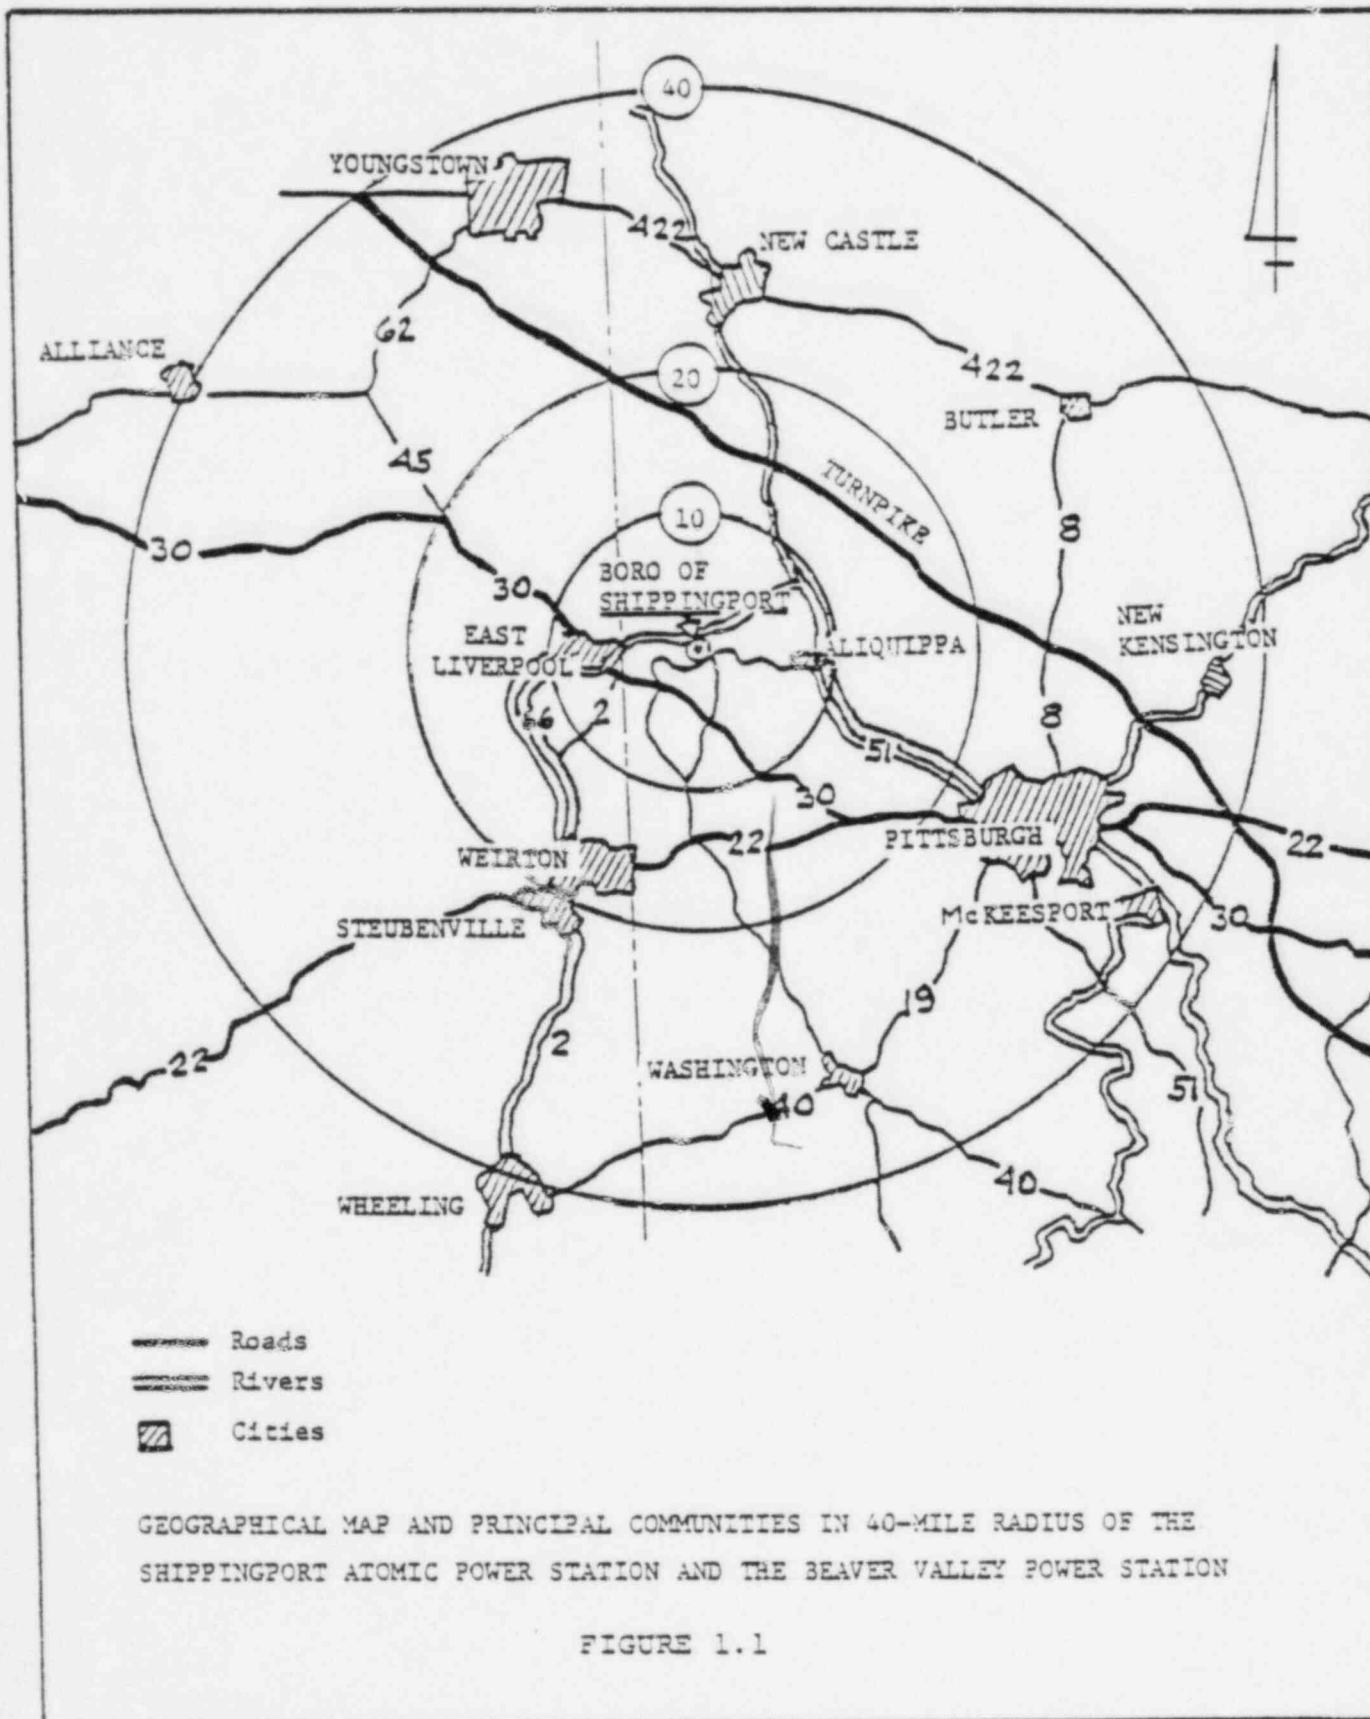 40
YOUNGSTOWN
422
NEW CASTLE
62
ALLIANCE
20
422
BUTLER
45
TURNPIKE
10
30
8
30
BORO OF
SHIPPINGPORT
NEW
KENSINGTON
EAST
LIVERPOOL
ALIQUIPPA
66
2
8
51
30
22
PITTSBURGH
22
WEIRTON
McKEESPORT
30
STEUBENVILLE
19
2
22
WASHINGTON
40
51
40
WHEELING
Roads
Rivers
Cities
GEOGRAPHICAL MAP AND PRINCIPAL COMMUNITIES IN 40-MILE RADIUS OF THE
SHIPPINGPORT ATOMIC POWER STATION AND THE BEAVER VALLEY POWER STATION
FIGURE 1.1